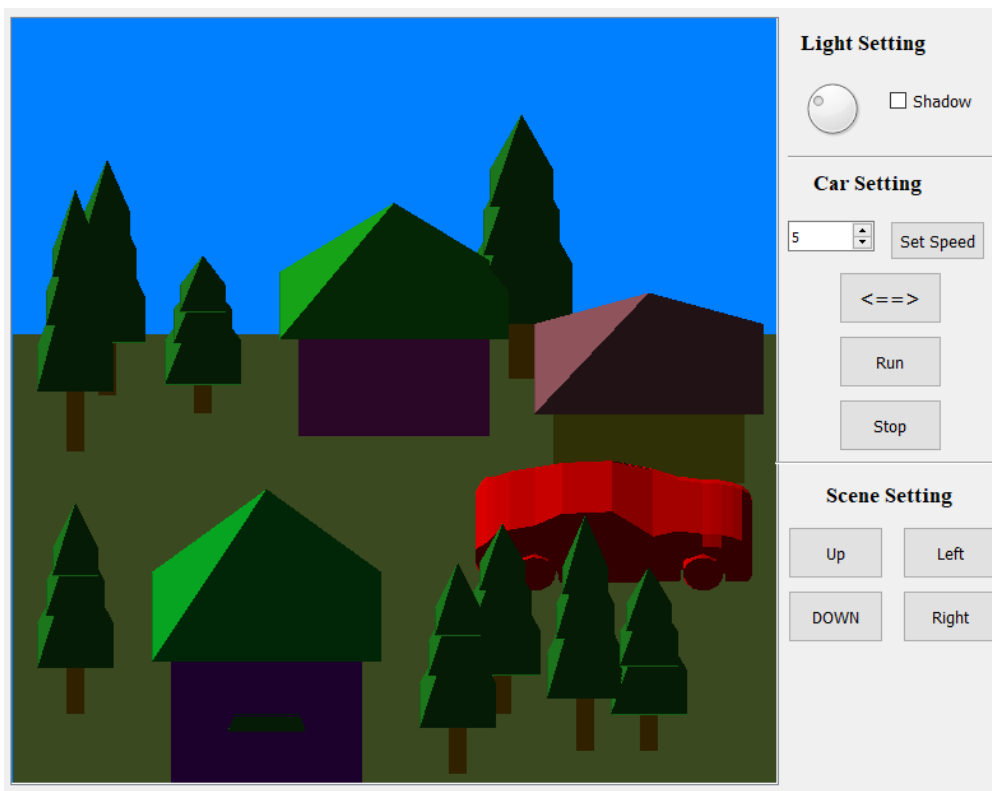 Light Setting
Shadow
Car Setting
5
Set Speed
<==>
Run
Stop
Scene Setting
Up Left
DOWN Right